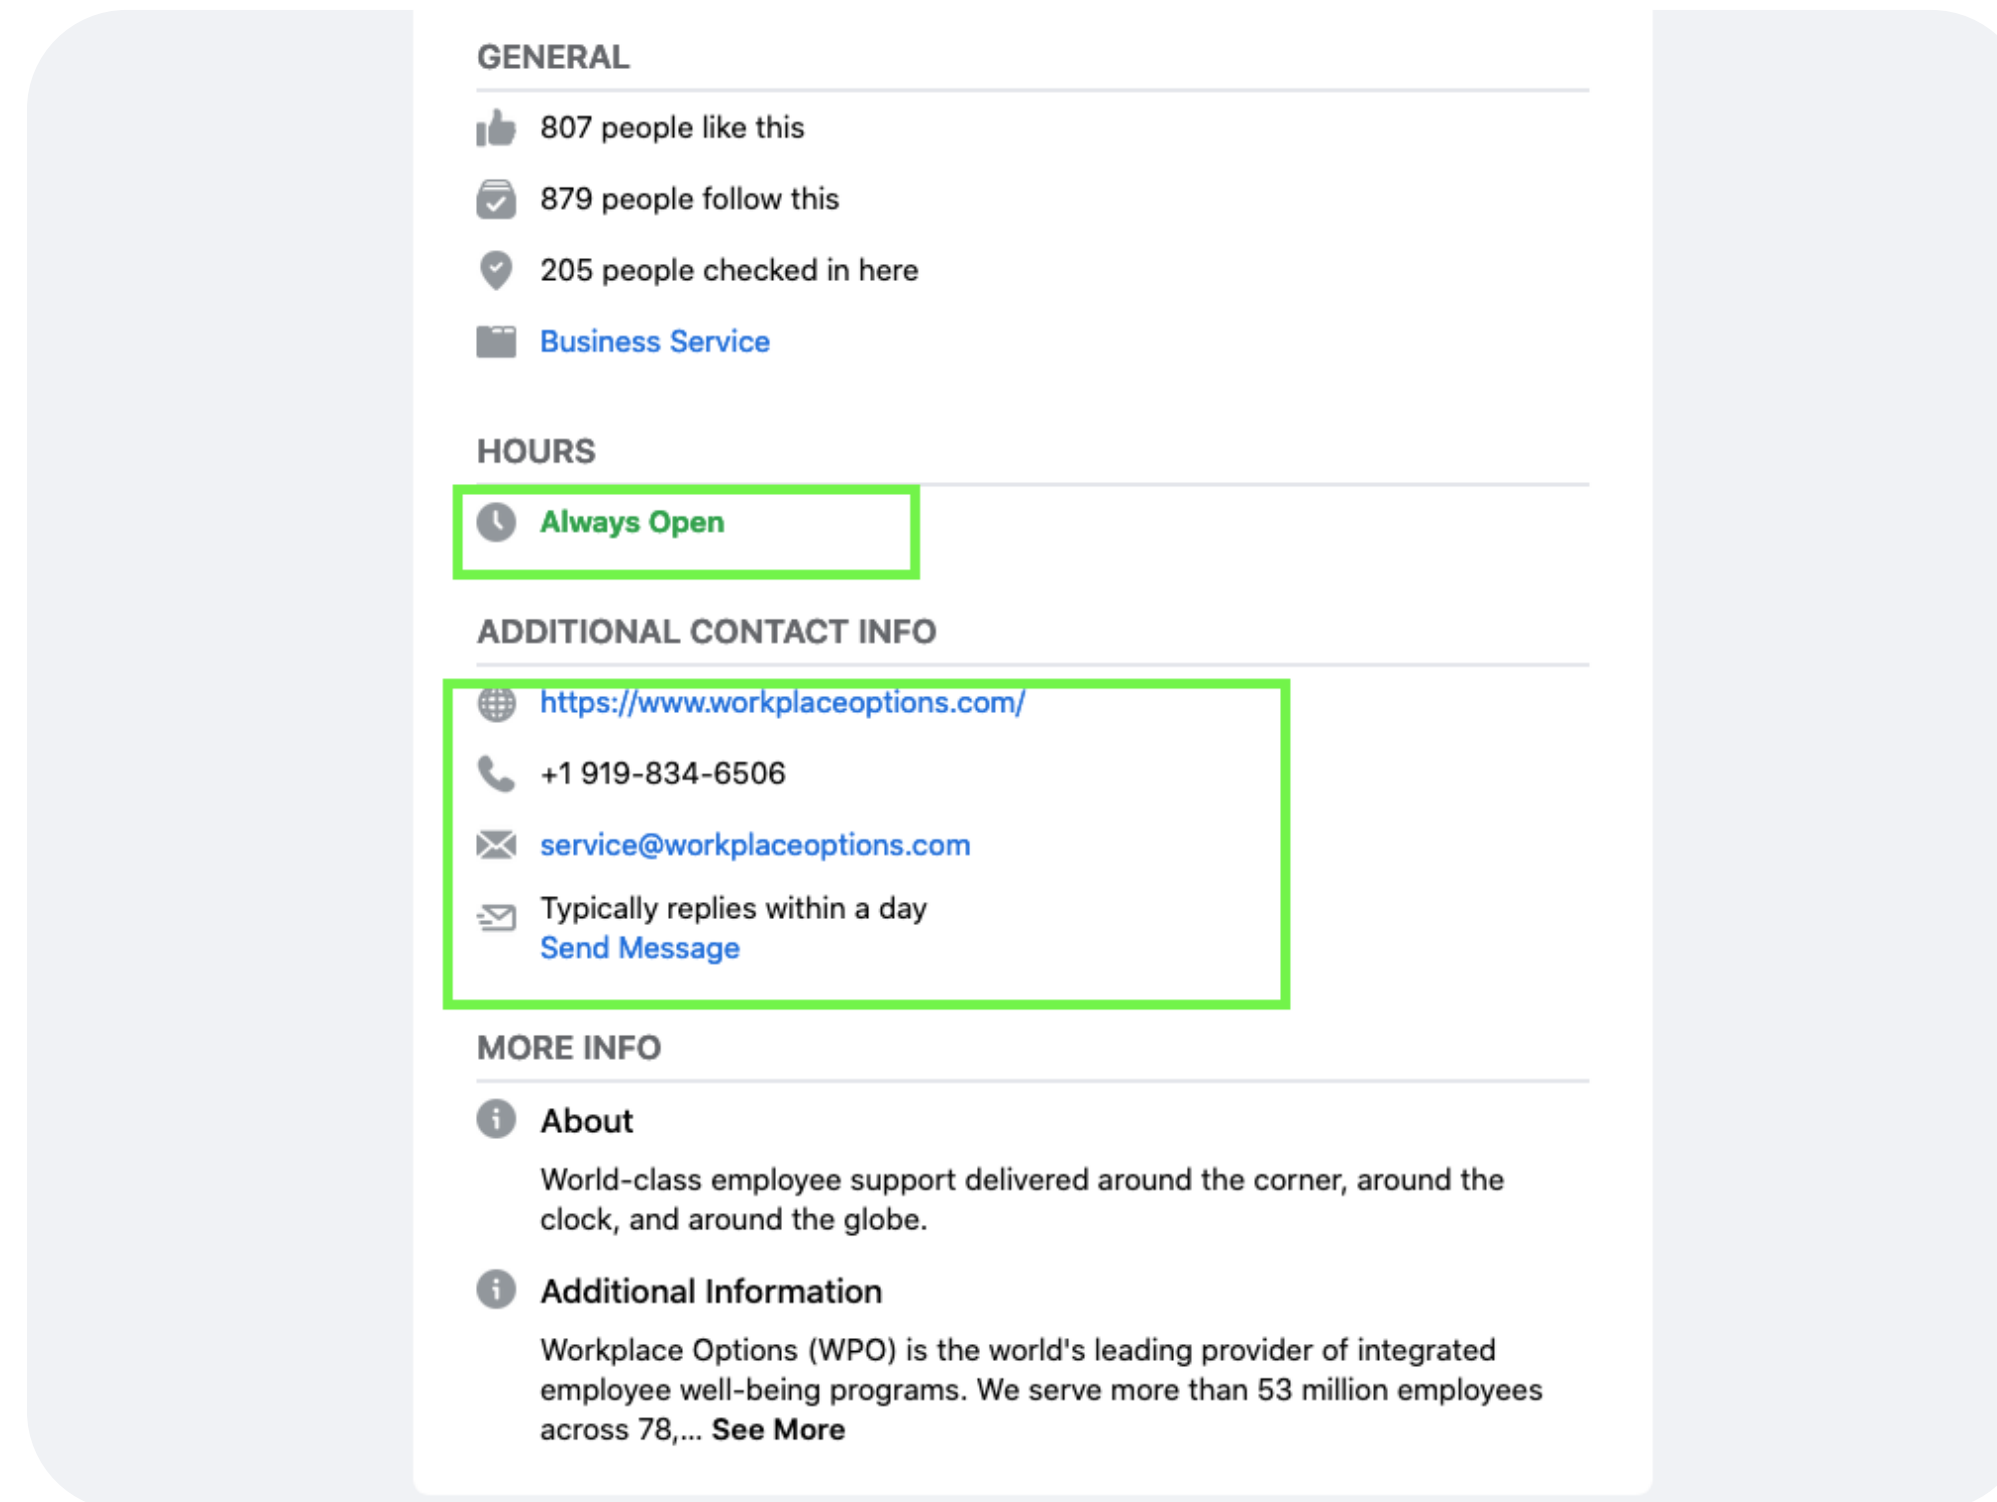 GENERAL
807 people like this
879 people follow this
205 people checked in here
Business Service
HOURS
Always Open
ADDITIONAL CONTACT INFO
https://www.workplaceoptions.com/
+1 919-834-6506
service@workplaceoptions.com
Typically replies within a day
Send Message
MORE INFO
About
World-class employee support delivered around the corner, around the
clock, and around the globe.
Additional Information
Workplace Options (WPO) is the world's leading provider of integrated
employee well-being programs. We serve more than 53 million employees
across 78,... See More